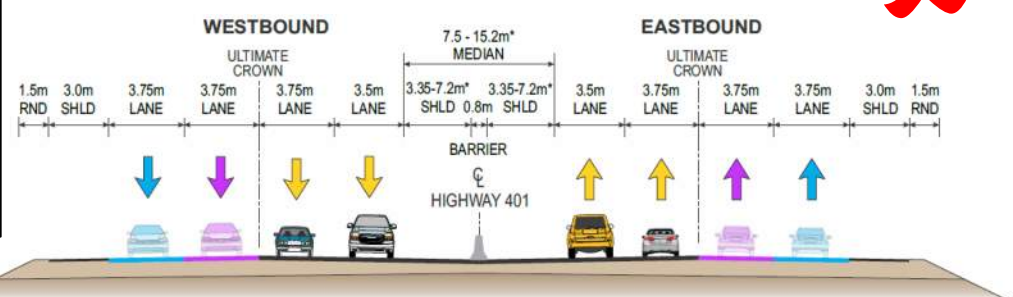 WESTBOUND
EASTBOUND
7.5 - 15.2m*
MEDIAN
ULTIMATE
CROWN
ULTIMATE
CROWN
1.5m
RND
3.0m
SHLD
3.75m
LANE
3.75m
LANE
3.75m
LANE
3.5m
LANE
3.35-7.2m*
SHLD
0.8m
3.35-7.2m*
SHLD
3.5m
LANE
3.75m
LANE
3.75m
LANE
3.75m
LANE
3.0m
SHLD
1.5m
RND
BARRIER
℄
HIGHWAY 401